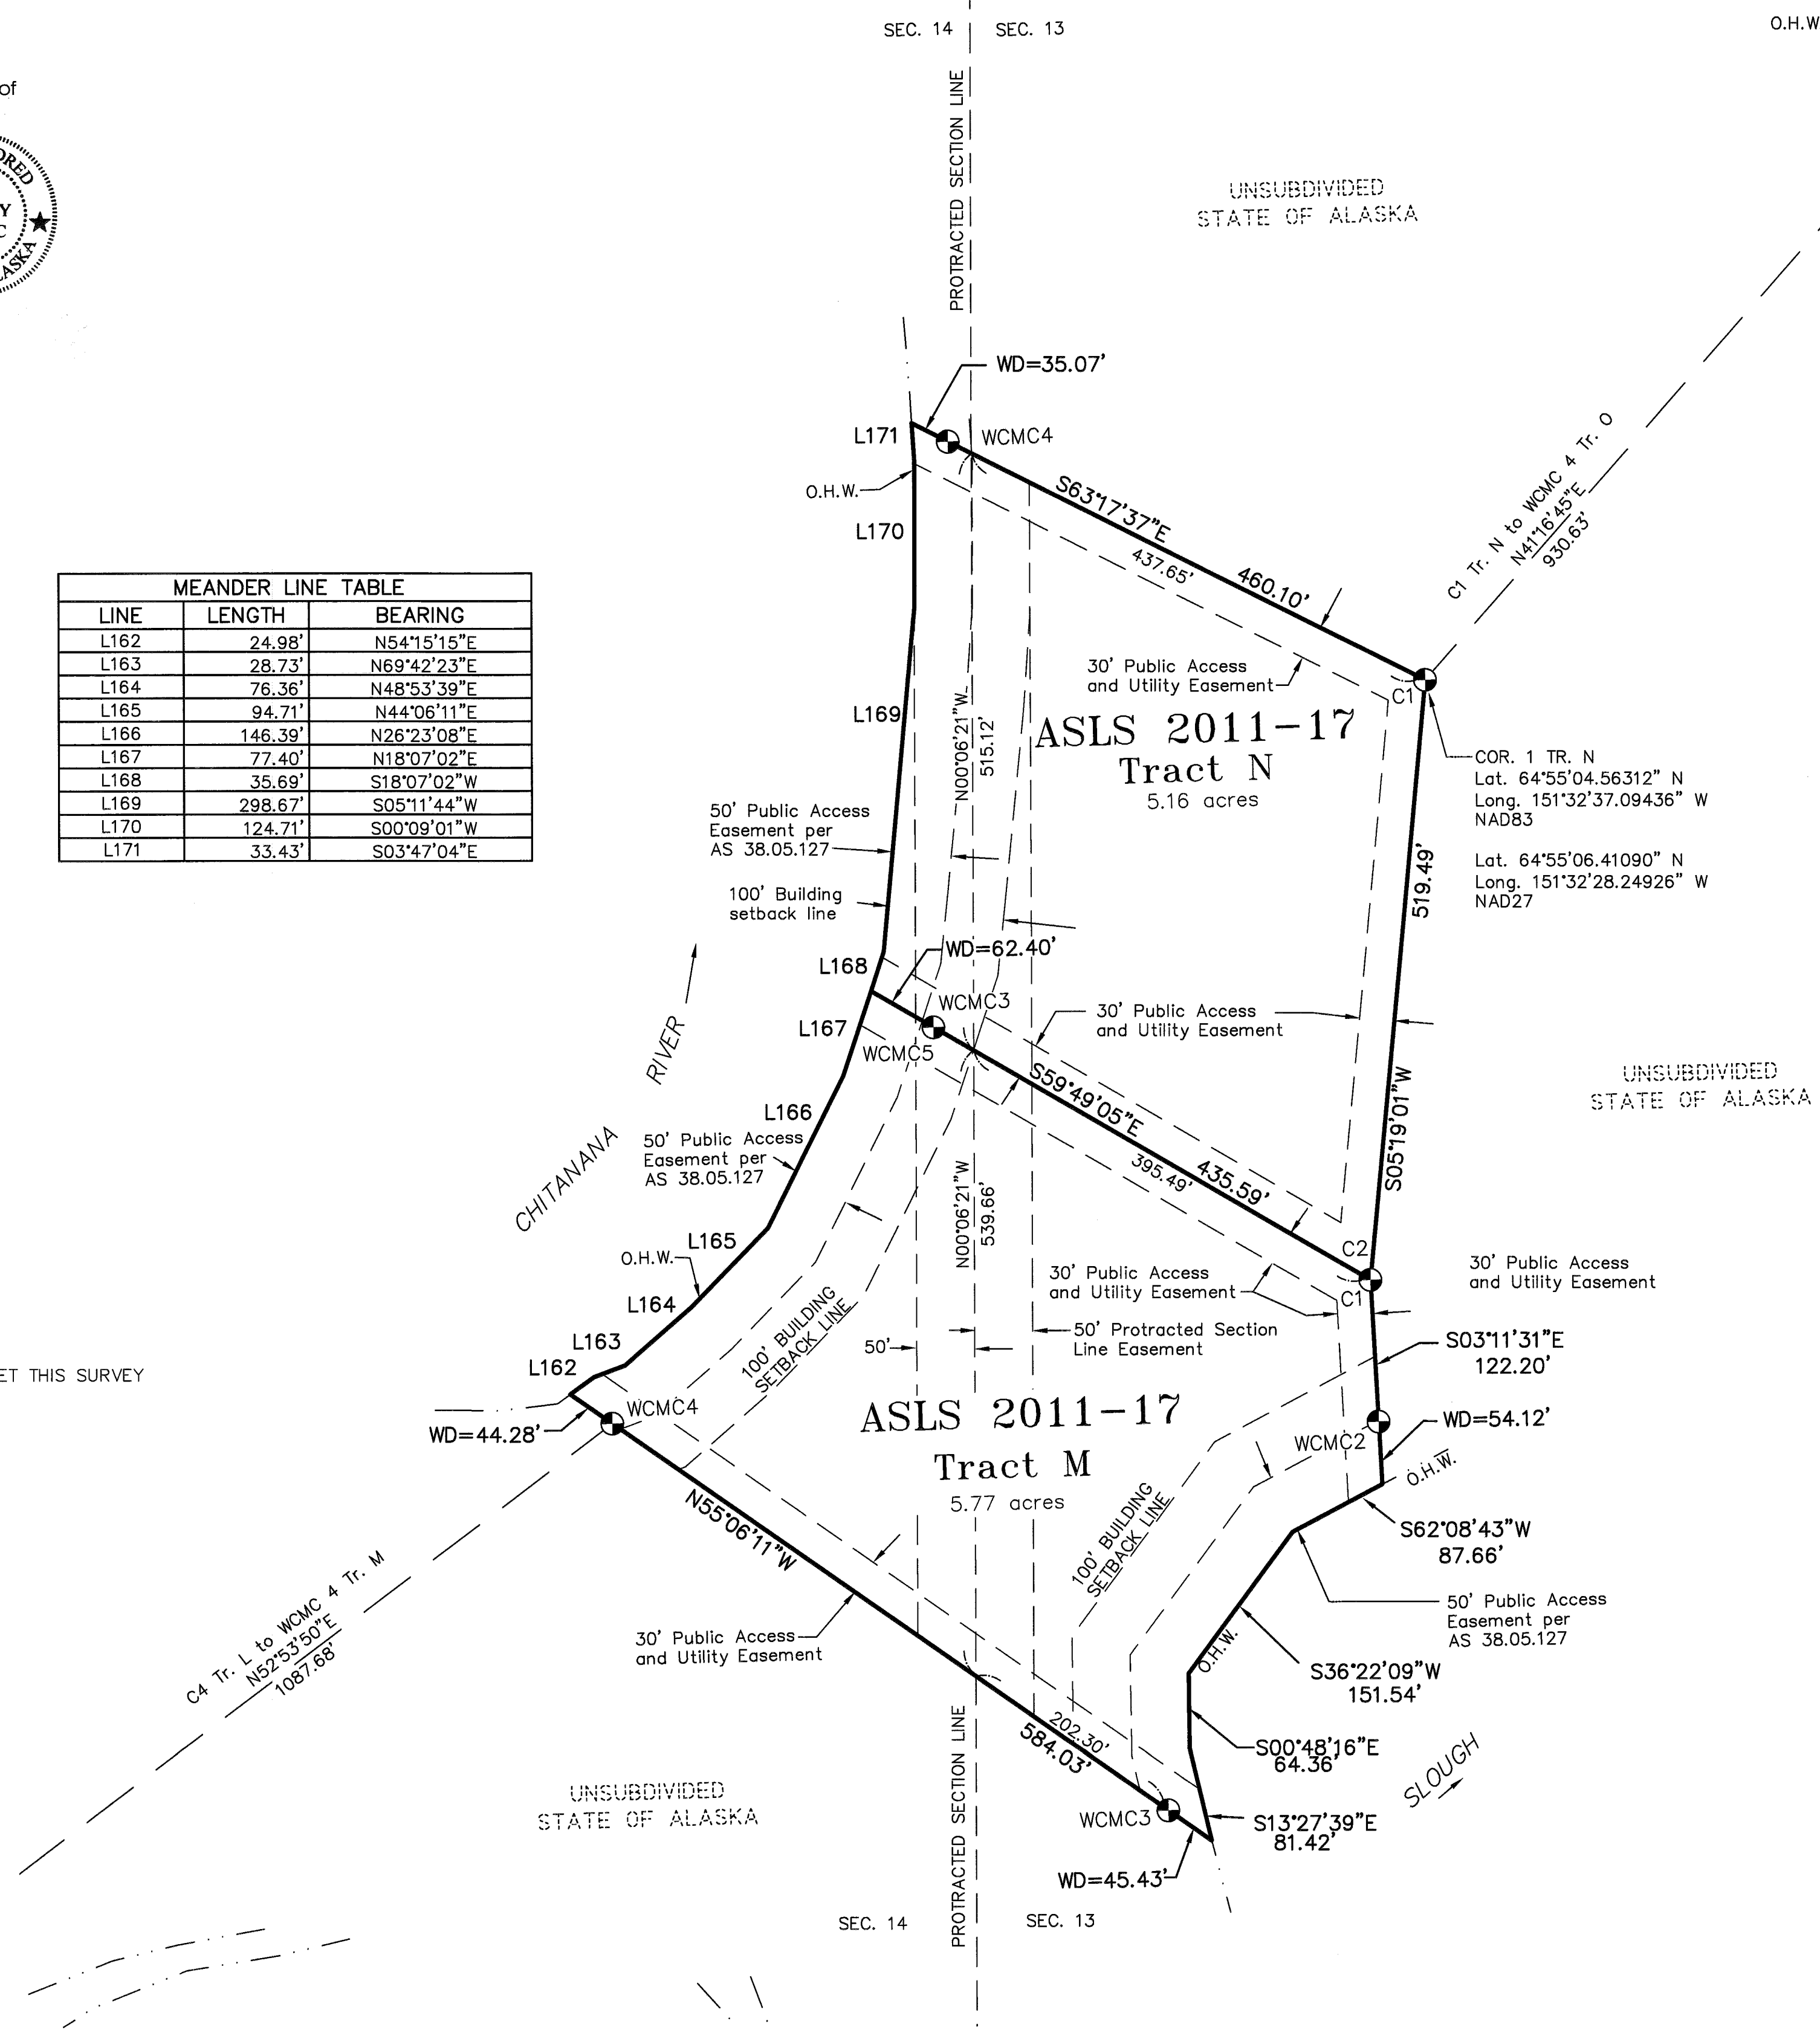 SEC. 14
SEC. 13
O.H.W
of
PROTRACTED SECTION LINE
UNSUBDIVIDED
STATE OF ALASKA
WD=35.07'
L171
WCMC4
O.H.W.
L170
S63°17'37"E
437.65'
460.10'
C1 Tr. N to WCMC 4 Tr. O
N41°16'45"E
930.63'
MEANDER LINE TABLE
LINE LENGTH BEARING
L162 24.98' N54°15'15"E
L163 28.73' N69°42'23"E
L164 76.36' N48°53'39"E
L165 94.71' N44°06'11"E
L166 146.39' N26°23'08"E
L167 77.40' N18°07'02"E
L168 35.69' S18°07'02"W
L169 298.67' S05°11'44"W
L170 124.71' S00°09'01"W
L171 33.43' S03°47'04"E
30' Public Access
and Utility Easement
C1
L169
N00°06'21"W
515.12'
ASLS 2011-17
Tract N
5.16 acres
COR. 1 TR. N
Lat. 64°55'04.56312" N
Long. 151°32'37.09436" W
NAD83
Lat. 64°55'06.41090" N
Long. 151°32'28.24926" W
NAD27
50' Public Access
Easement per
AS 38.05.127
100' Building
setback line
519.49'
S05°19'01"W
WD=62.40'
L168
WCMC3
L167
WCMC5
30' Public Access
and Utility Easement
CHITANANA RIVER
S59°49'05"E
395.49'
435.59'
UNSUBDIVIDED
STATE OF ALASKA
L166
50' Public Access
Easement per
AS 38.05.127
N00°06'21"W
539.66'
L165
O.H.W.
L164
L163
L162
C2
C1
30' Public Access
and Utility Easement
30' Public Access
and Utility Easement
50'
50' Protracted Section
Line Easement
S03°11'31"E
122.20'
100' BUILDING
SETBACK LINE
ET THIS SURVEY
WCMC4
WD=44.28'
ASLS 2011-17
Tract M
5.77 acres
WD=54.12'
WCMC2
O.H.W.
N55°06'11"W
100' BUILDING
SETBACK LINE
S62°08'43"W
87.66'
50' Public Access
Easement per
AS 38.05.127
C4 Tr. L to WCMC 4 Tr. M
N52°53'50"E
1087.68'
30' Public Access
and Utility Easement
O.H.W.
S36°22'09"W
151.54'
202.30'
584.03'
S00°48'16"E
64.36'
SLOUGH
UNSUBDIVIDED
STATE OF ALASKA
PROTRACTED SECTION LINE
WCMC3
S13°27'39"E
81.42'
WD=45.43'
SEC. 14
SEC. 13